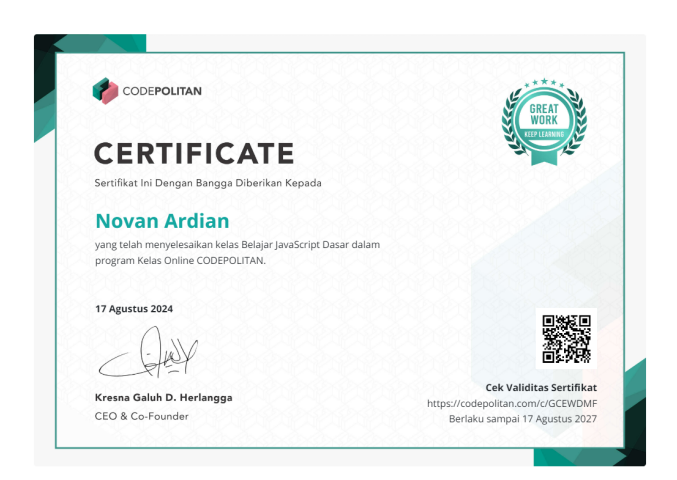 CODEPOLITAN
GREAT
WORK
KEEP LEARNING
CERTIFICATE
Sertifikat Ini Dengan Bangga Diberikan Kepada
Novan Ardian
yang telah menyelesaikan kelas Belajar JavaScript Dasar dalam
program Kelas Online CODEPOLITAN.
17 Agustus 2024
Kresna Galuh D. Herlangga
CEO & Co-Founder
Cek Validitas Sertifikat
https://codepolitan.com/c/GCEWDMF
Berlaku sampai 17 Agustus 2027